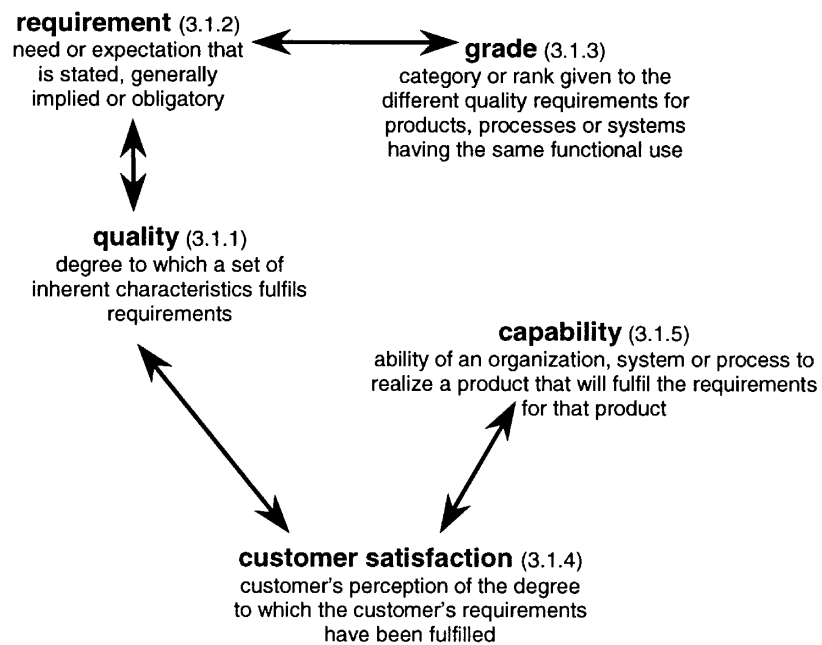 requirement (3.1.2)
need or expectation that
is stated, generally
implied or obligatory
grade (3.1.3)
category or rank given to the
different quality requirements for
products, processes or systems
having the same functional use
quality (3.1.1)
degree to which a set of
inherent characteristics fulfils
requirements
capability (3.1.5)
ability of an organization, system or process to
realize a product that will fulfil the requirements
for that product
customer satisfaction (3.1.4)
customer's perception of the degree
to which the customer's requirements
have been fulfilled